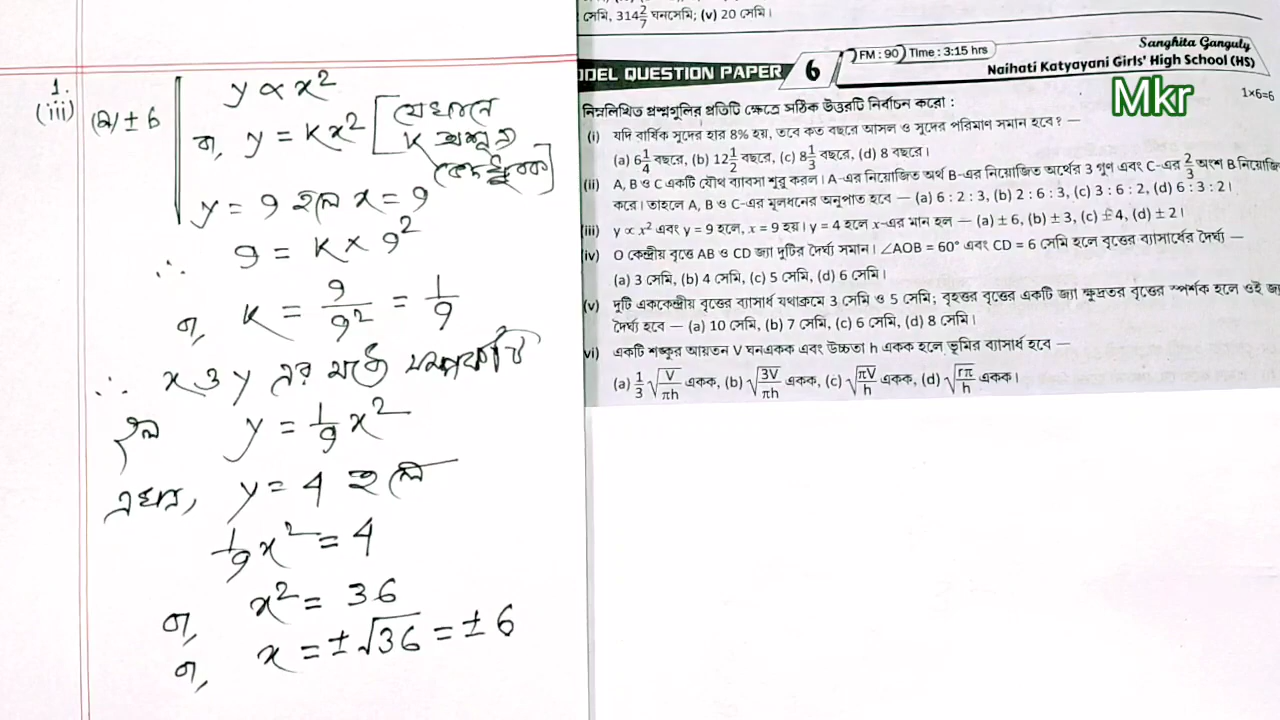 1.
(iii) (a) ± 6
y ∝ x²
বা, y = Kx² [যেখানে K অশূন্য ভেদ ধ্রুবক]
y = 9 হলে x = 9
∴ 9 = K × 9²
বা, K = 9/9² = 1/9
∴ x ও y এর মধ্যে সম্পর্কটি
হল y = 1/9 x²
এখন, y = 4 হলে
1/9 x² = 4
বা, x² = 36
বা, x = ±√36 = ± 6
সেমি, 314 2/7 ঘনসেমি; (v) 20 সেমি।
ODEL QUESTION PAPER 6 FM : 90 Time : 3:15 hrs
Sanghita Ganguly
Naihati Katyayani Girls' High School (HS)
Mkr
নিম্নলিখিত প্রশ্নগুলির প্রতিটি ক্ষেত্রে সঠিক উত্তরটি নির্বাচন করো : 1×6=6
(i) যদি বার্ষিক সুদের হার 8% হয়, তবে কত বছরে আসল ও সুদের পরিমাণ সমান হবে? —
(a) 6 1/4 বছরে, (b) 12 1/2 বছরে, (c) 8 1/3 বছরে, (d) 8 বছরে।
(ii) A, B ও C একটি যৌথ ব্যাবসা শুরু করল। A-এর নিয়োজিত অর্থ B-এর নিয়োজিত অর্থের 3 গুণ এবং C-এর 2/3 অংশ B নিয়োজি
করে। তাহলে A, B ও C-এর মূলধনের অনুপাত হবে — (a) 6 : 2 : 3, (b) 2 : 6 : 3, (c) 3 : 6 : 2, (d) 6 : 3 : 2।
iii) y ∝ x² এবং y = 9 হলে, x = 9 হয়। y = 4 হলে x-এর মান হল — (a) ± 6, (b) ± 3, (c) ± 4, (d) ± 2।
iv) O কেন্দ্রীয় বৃত্তে AB ও CD জ্যা দুটির দৈর্ঘ্য সমান। ∠AOB = 60° এবং CD = 6 সেমি হলে বৃত্তের ব্যাসার্ধের দৈর্ঘ্য —
(a) 3 সেমি, (b) 4 সেমি, (c) 5 সেমি, (d) 6 সেমি।
(v) দুটি এককেন্দ্রীয় বৃত্তের ব্যাসার্ধ যথাক্রমে 3 সেমি ও 5 সেমি; বৃহত্তর বৃত্তের একটি জ্যা ক্ষুদ্রতর বৃত্তের স্পর্শক হলে ওই জ্যা
দৈর্ঘ্য হবে — (a) 10 সেমি, (b) 7 সেমি, (c) 6 সেমি, (d) 8 সেমি।
vi) একটি শঙ্কুর আয়তন V ঘনএকক এবং উচ্চতা h একক হলে ভূমির ব্যাসার্ধ হবে —
(a) 1/3 √(V/πh) একক, (b) √(3V/πh) একক, (c) √(πV/h) একক, (d) √(rπ/h) একক।